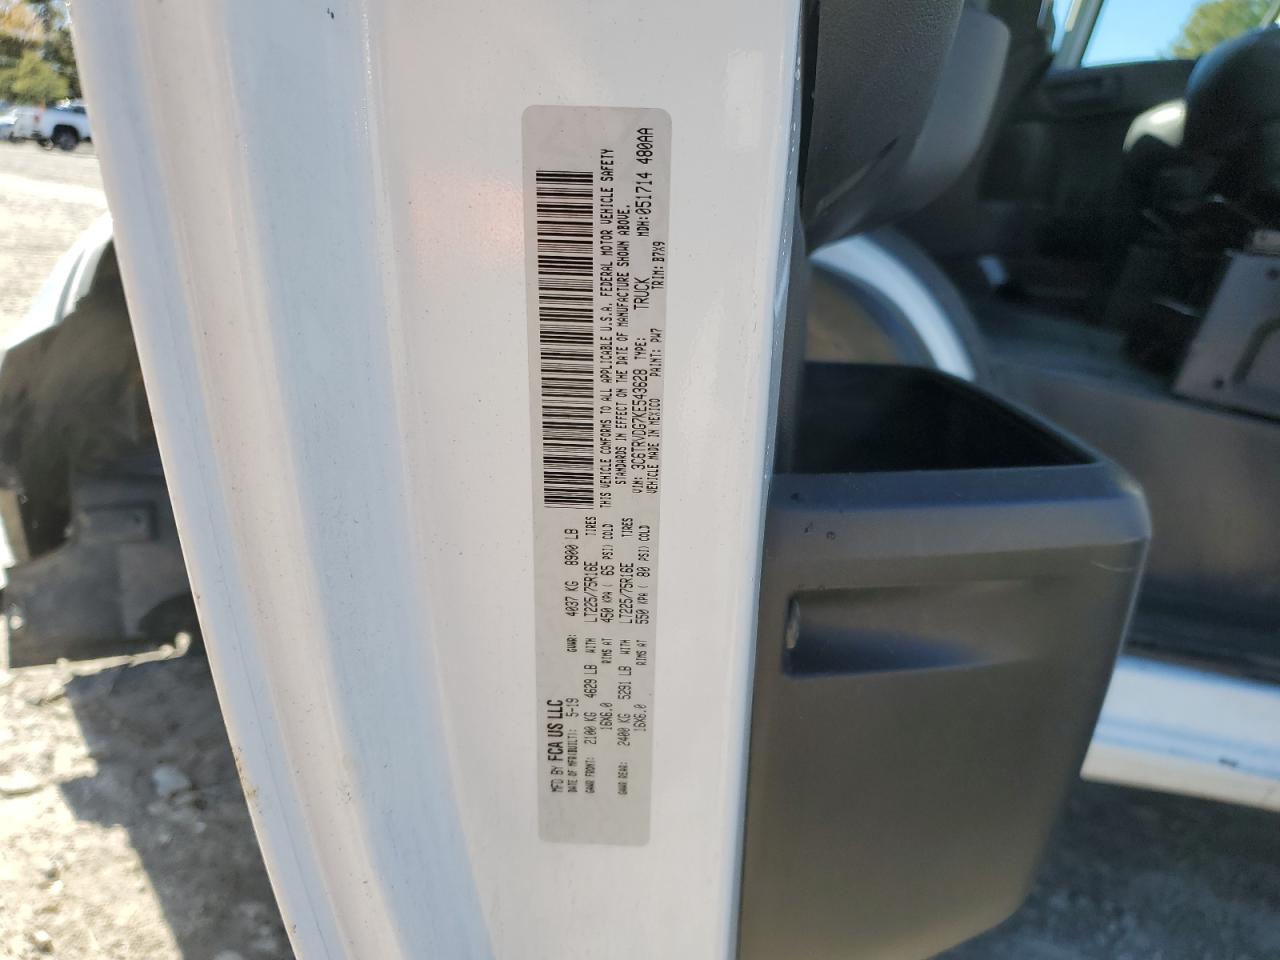 MFD BY FCA US LLC
DATE OF MFR(BUILT): 5-19 GVWR: 4037 KG 8900 LB
GAWR FRONT: 2100 KG 4629 LB WITH LT225/75R16E TIRES
16X6.0 RIMS AT 450 KPA ( 65 PSI) COLD
GAWR REAR: 2400 KG 5291 LB WITH LT225/75R16E TIRES
16X6.0 RIMS AT 550 KPA ( 80 PSI) COLD
THIS VEHICLE CONFORMS TO ALL APPLICABLE U.S.A. FEDERAL MOTOR VEHICLE SAFETY
STANDARDS IN EFFECT ON THE DATE OF MANUFACTURE SHOWN ABOVE.
VIN: 3C6TRVDG7KE543628 TYPE: TRUCK MDH:051714 480AA
VEHICLE MADE IN MEXICO PAINT: PW7 TRIM: B7X9